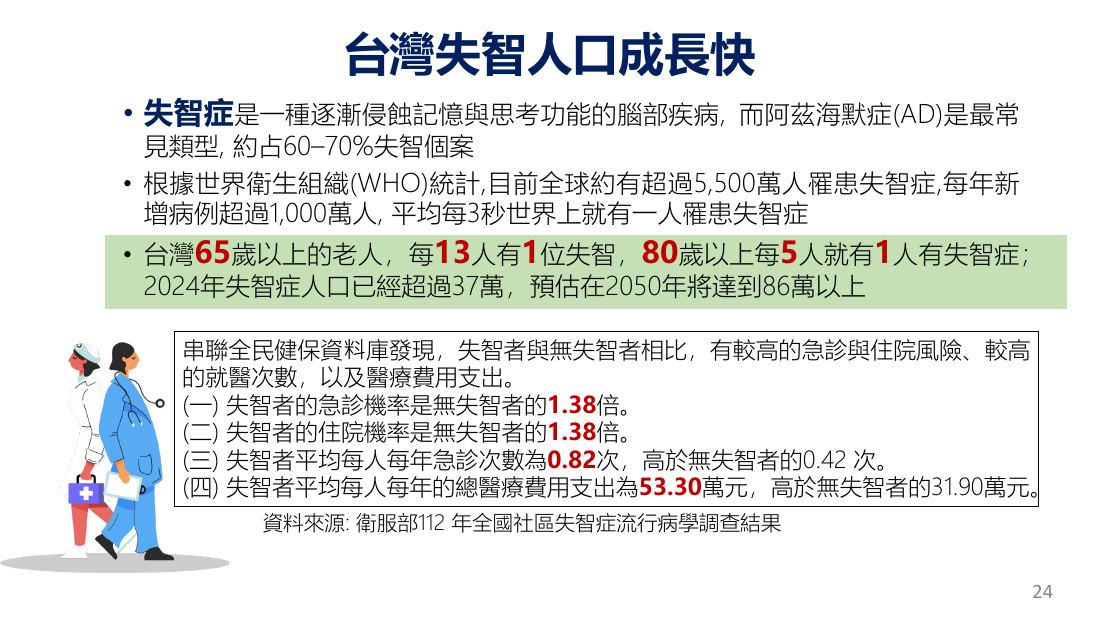 台灣失智人口成長快
• 失智症是一種逐漸侵蝕記憶與思考功能的腦部疾病, 而阿茲海默症(AD)是最常
見類型, 約占60–70%失智個案
• 根據世界衛生組織(WHO)統計,目前全球約有超過5,500萬人罹患失智症,每年新
增病例超過1,000萬人, 平均每3秒世界上就有一人罹患失智症
• 台灣65歲以上的老人，每13人有1位失智，80歲以上每5人就有1人有失智症；
2024年失智症人口已經超過37萬，預估在2050年將達到86萬以上
串聯全民健保資料庫發現，失智者與無失智者相比，有較高的急診與住院風險、較高
的就醫次數，以及醫療費用支出。
(一) 失智者的急診機率是無失智者的1.38倍。
(二) 失智者的住院機率是無失智者的1.38倍。
(三) 失智者平均每人每年急診次數為0.82次，高於無失智者的0.42 次。
(四) 失智者平均每人每年的總醫療費用支出為53.30萬元，高於無失智者的31.90萬元。
資料來源: 衛服部112 年全國社區失智症流行病學調查結果
24